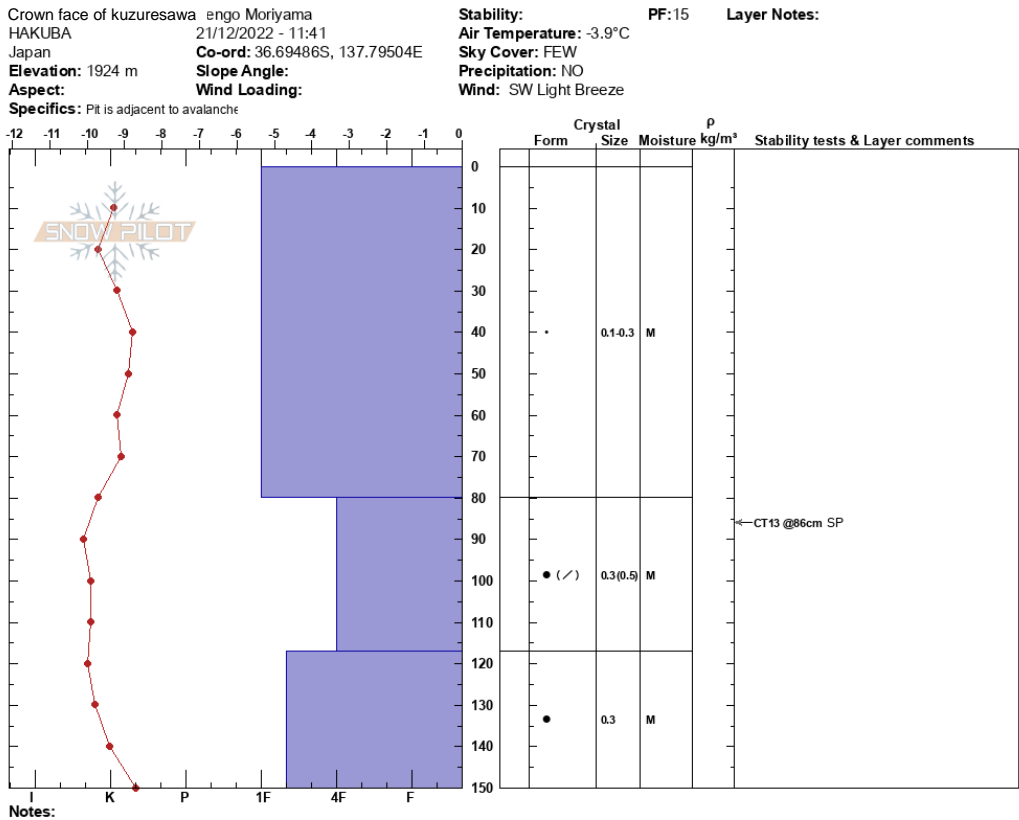 Crown face of kuzuresawa engo Moriyama
HAKUBA 21/12/2022 - 11:41
Japan Co-ord: 36.69486S, 137.79504E
Elevation: 1924 m Slope Angle:
Aspect: Wind Loading:
Specifics: Pit is adjacent to avalanche
Stability: PF:15 Layer Notes:
Air Temperature: -3.9°C
Sky Cover: FEW
Precipitation: NO
Wind: SW Light Breeze
-12 -11 -10 -9 -8 -7 -6 -5 -4 -3 -2 -1 0
Crystal ρ
Form Size Moisture kg/m³ Stability tests & Layer comments
SNOW PILOT
0
10
20
30
40
50
60
70
80
90
100
110
120
130
140
150
0.1-0.3 M
CT13 @86cm SP
(/) 0.3(0.5) M
0.3 M
I K P 1F 4F F
Notes: